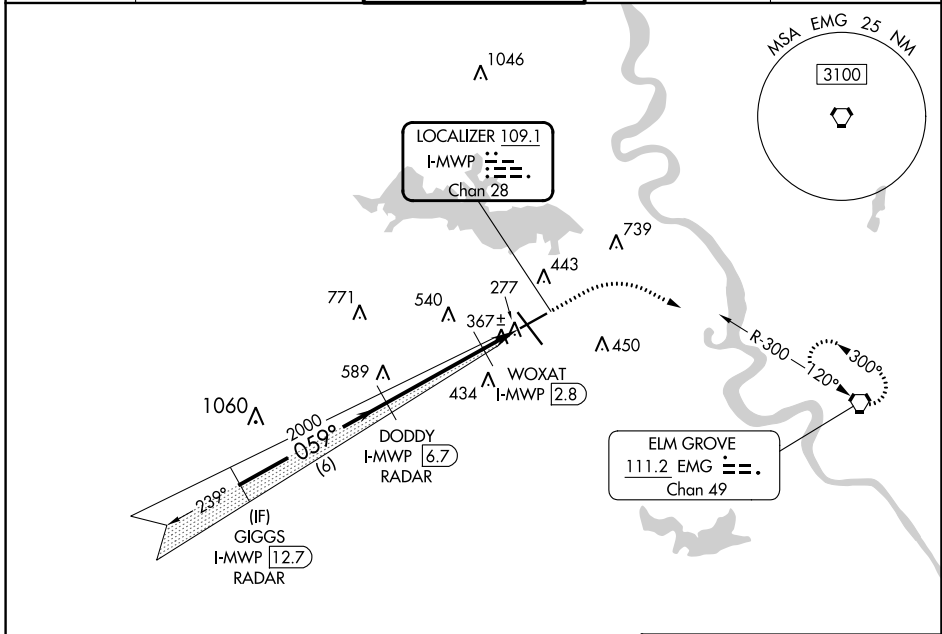 MSA EMG 25 NM
3100
1046
LOCALIZER 109.1
I-MWP
Chan 28
739
443
277
771
540
367±
450
589
434
WOXAT
I-MWP 2.8
R-300
120°
300°
1060
2000
059°
(6)
DODDY
I-MWP 6.7
RADAR
ELM GROVE
111.2 EMG
Chan 49
239°
(IF)
GIGGS
I-MWP 12.7
RADAR